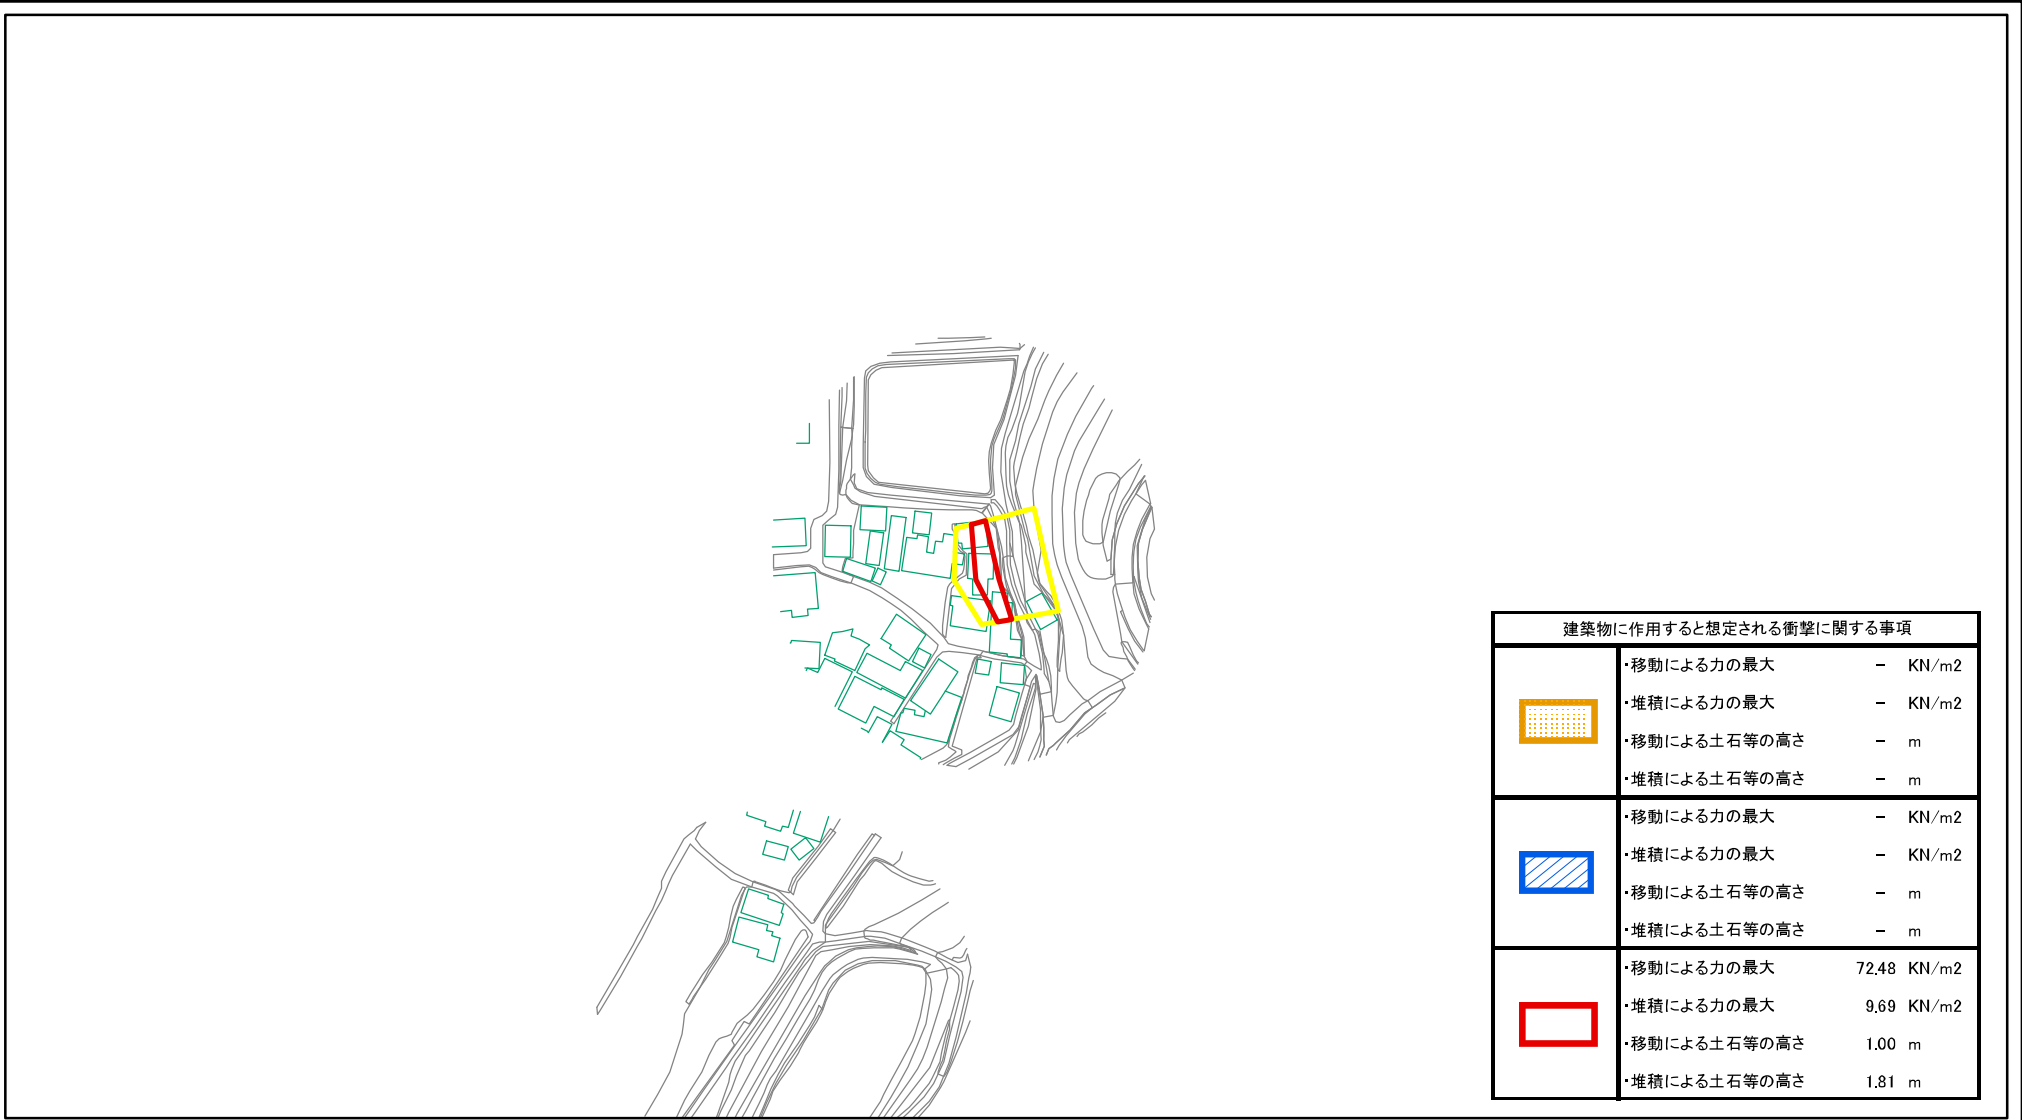 建築物に作用すると想定される衝撃に関する事項
・移動による力の最大 － KN/m2
・堆積による力の最大 － KN/m2
・移動による土石等の高さ － m
・堆積による土石等の高さ － m
・移動による力の最大 － KN/m2
・堆積による力の最大 － KN/m2
・移動による土石等の高さ － m
・堆積による土石等の高さ － m
・移動による力の最大 72.48 KN/m2
・堆積による力の最大 9.69 KN/m2
・移動による土石等の高さ 1.00 m
・堆積による土石等の高さ 1.81 m